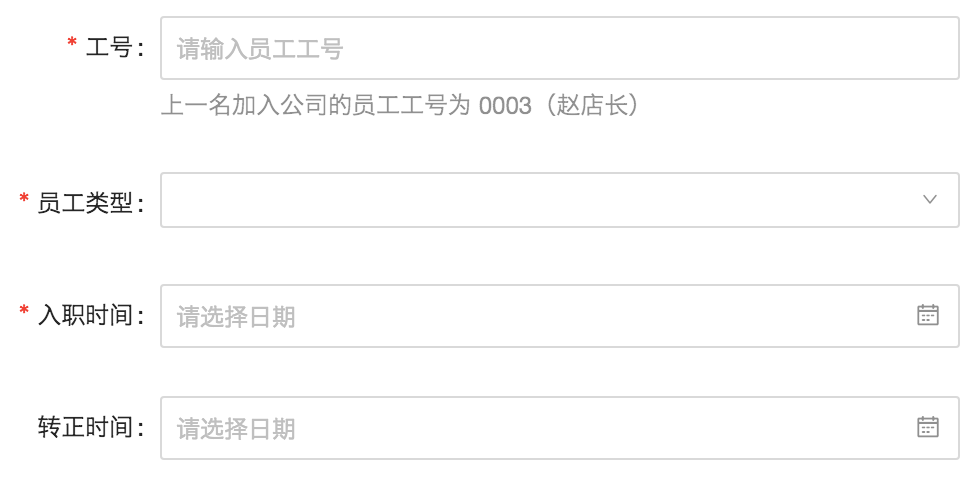 * 工号：
请输入员工工号
上一名加入公司的员工工号为 0003（赵店长）
* 员工类型：
* 入职时间：
请选择日期
转正时间：
请选择日期